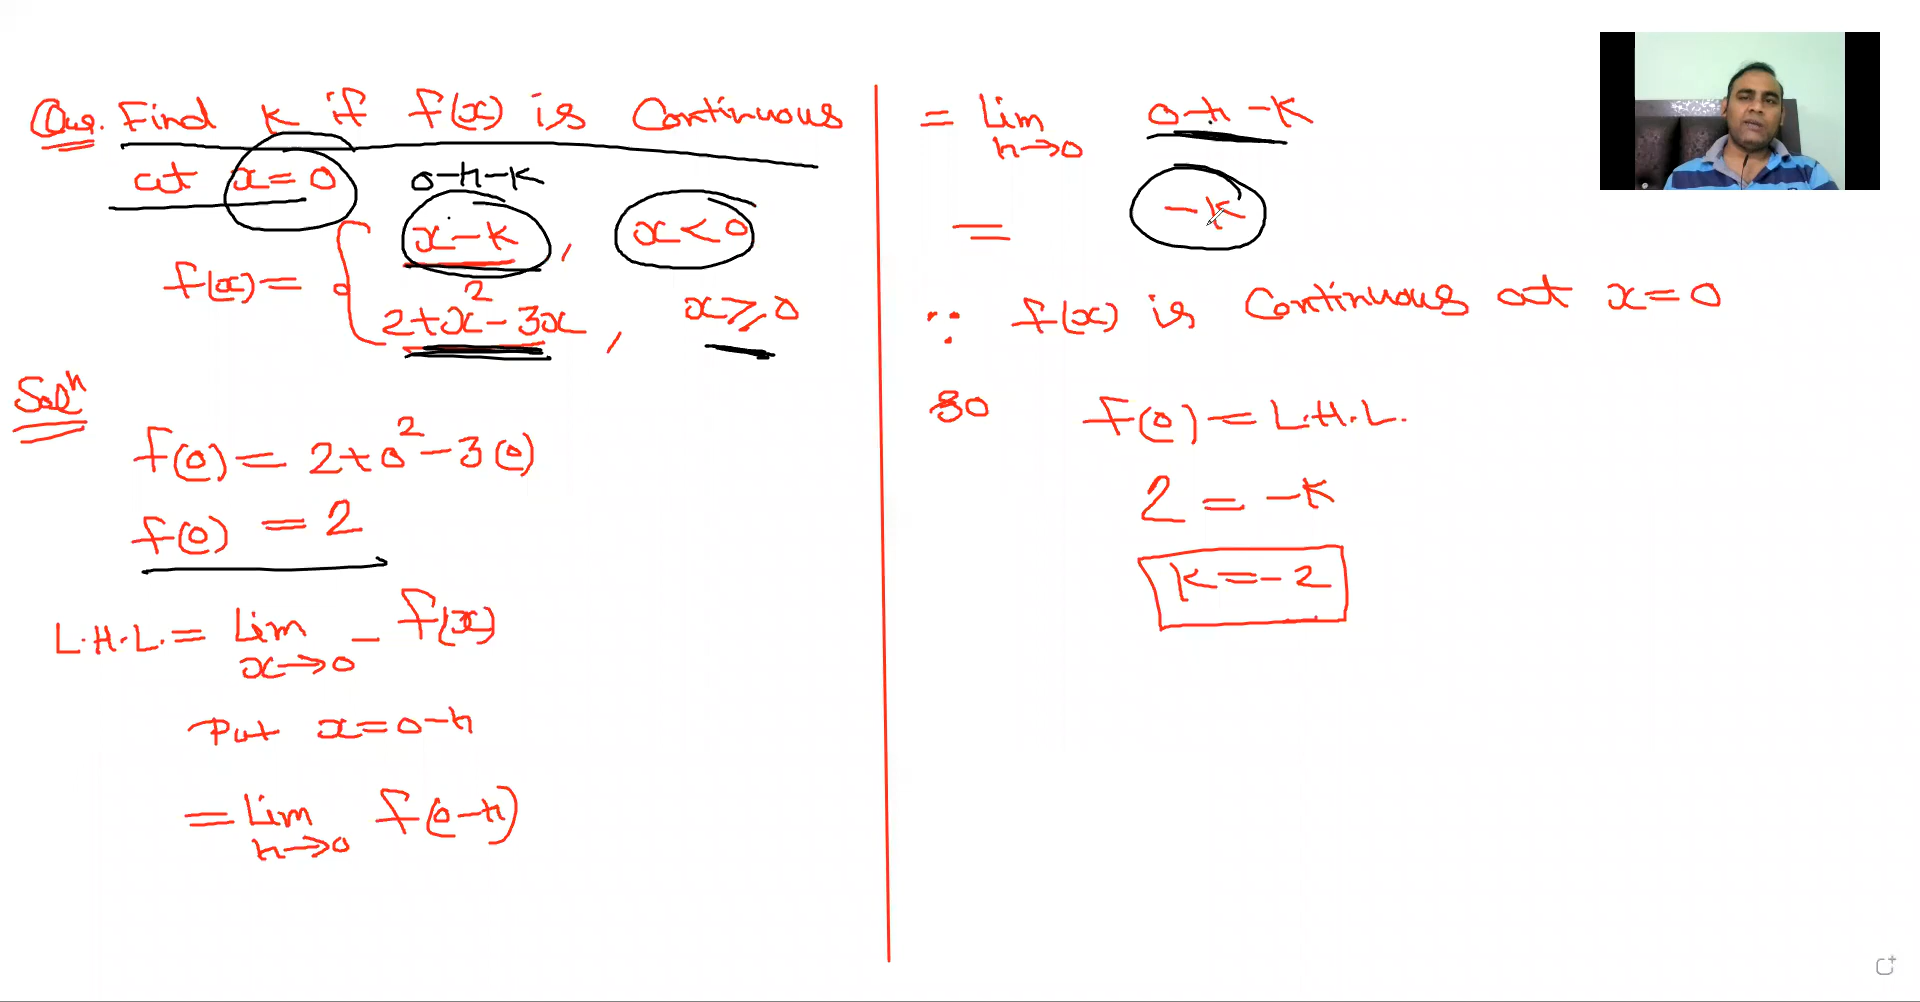 Ques. Find k if f(x) is Continuous
at x=0
0-h-k
f(x)= { x-k, x<0
2+x²-3x, x≥0
Solⁿ
f(0)=2+0²-3(0)
f(0)=2
L.H.L.= Lim x→0⁻ f(x)
Put x=0-h
= Lim h→0 f(0-h)
= Lim h→0 0-h-k
= -k
∵ f(x) is Continuous at x=0
So f(0)=L.H.L.
2=-k
k=-2